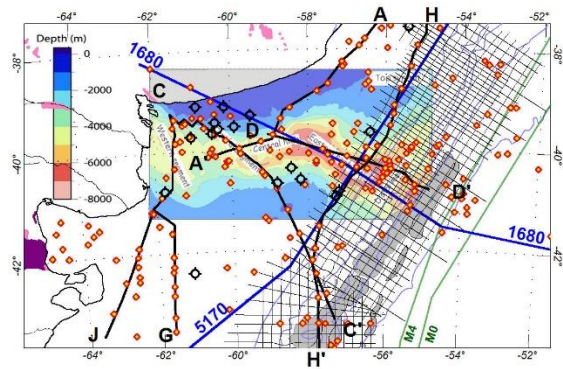 -64° -62° -60° -58° -56° -54° -52°
A H
Depth (m)
0
-2000
-4000
-6000
-8000
-38° 1680 -38°
C
D
A'
-40° -40°
D'
1680
-42° -42°
5170
J G C'
H'
M4 M0
-64° -62° -60° -58° -56° -54°